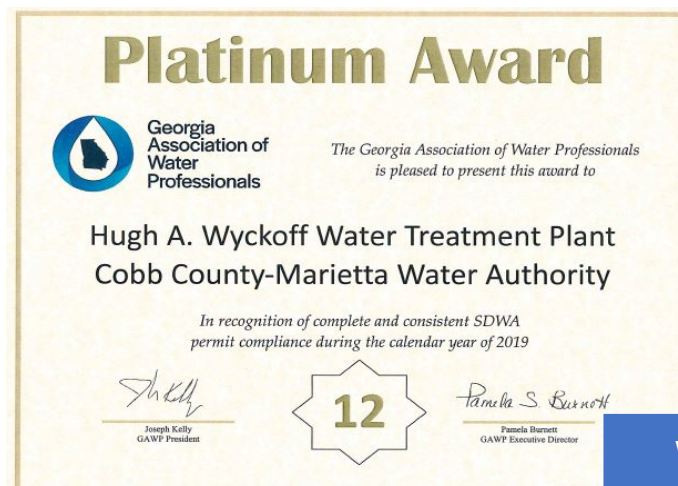 Platinum Award
Georgia
Association of
Water
Professionals
The Georgia Association of Water Professionals
is pleased to present this award to
Hugh A. Wyckoff Water Treatment Plant
Cobb County-Marietta Water Authority
In recognition of complete and consistent SDWA
permit compliance during the calendar year of 2019
12
Joseph Kelly
GAWP President
Pamela S. Burnett
Pamela Burnett
GAWP Executive Director